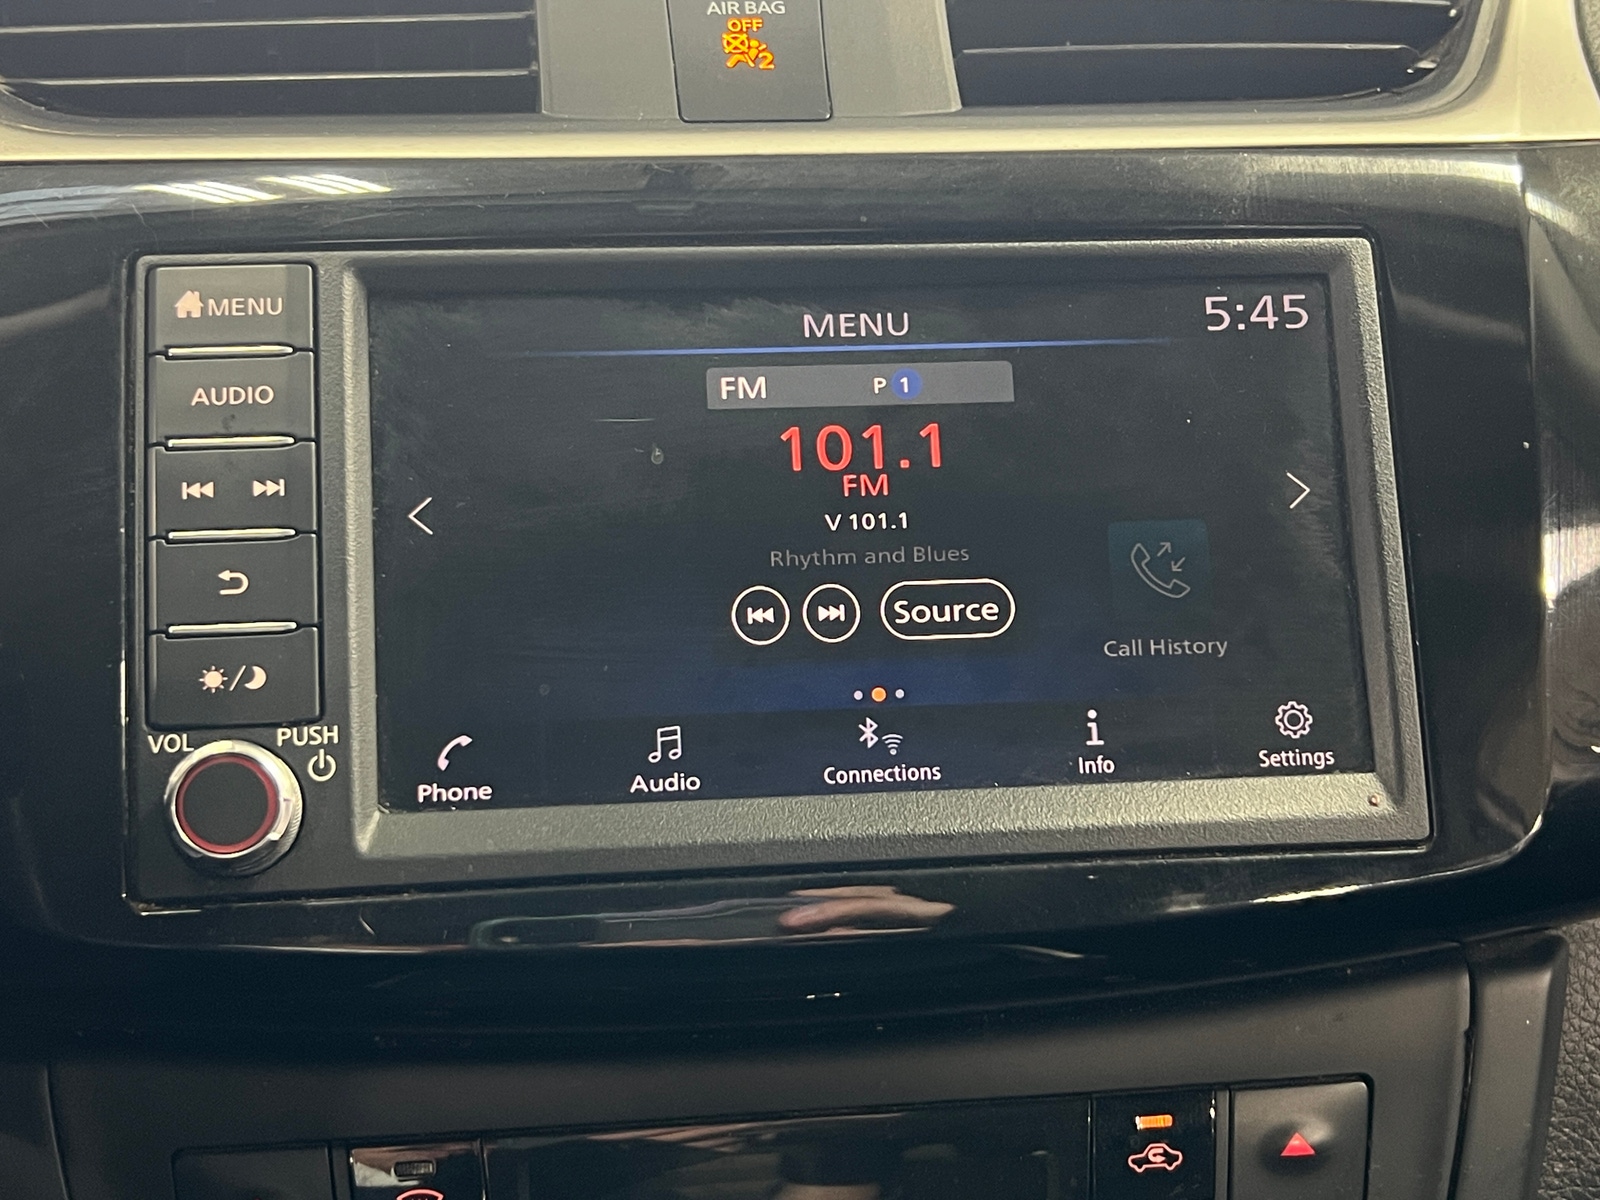 AIR BAG
OFF
2
MENU
AUDIO
VOL
PUSH
MENU
5:45
FM P 1
101.1
FM
V 101.1
Rhythm and Blues
Source
Call History
Phone
Audio
Connections
Info
Settings